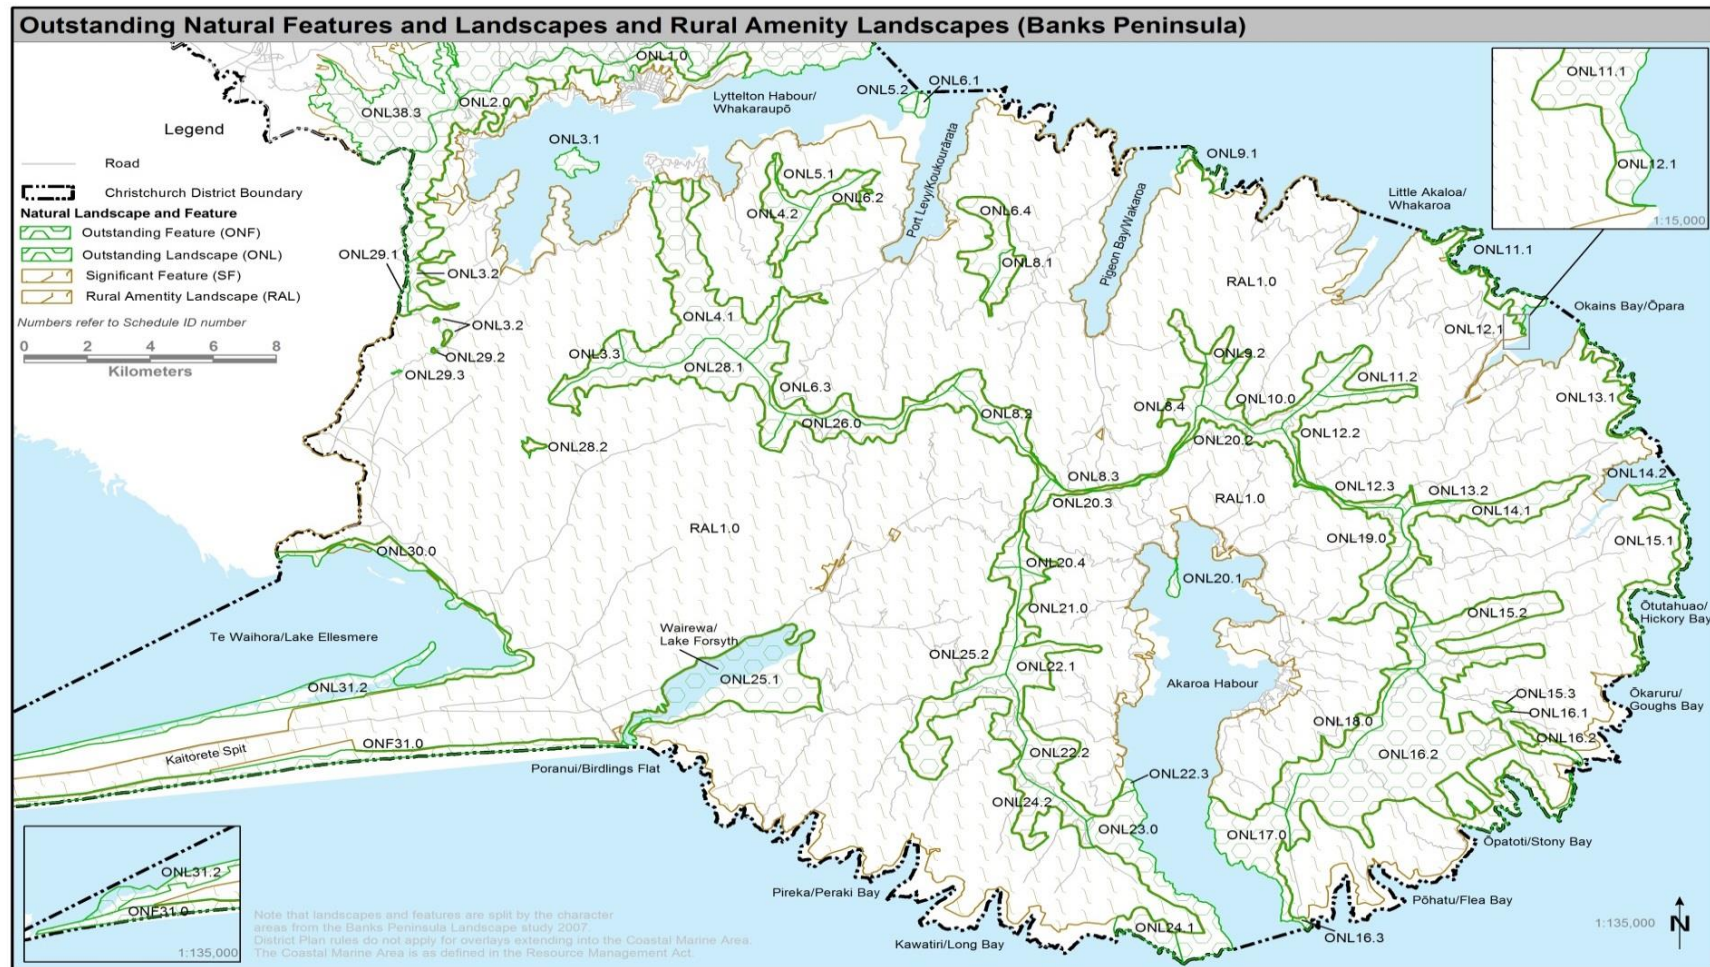 Outstanding Natural Features and Landscapes and Rural Amenity Landscapes (Banks Peninsula)
Legend
Road
Christchurch District Boundary
Natural Landscape and Feature
Outstanding Feature (ONF)
Outstanding Landscape (ONL)
Significant Feature (SF)
Rural Amentity Landscape (RAL)
Numbers refer to Schedule ID number
0 2 4 6 8
Kilometers
ONL1.0
ONL2.0
ONL38.3
ONL3.1
Lyttelton Habour/
Whakaraupō
ONL5.2
ONL6.1
Port Levy/Koukourārata
ONL5.1
ONL4.2
ONL6.2
ONL6.4
ONL8.1
Pigeon Bay/Wakaroa
ONL9.1
Little Akaloa/
Whakaroa
ONL11.1
ONL12.1
1:15,000
ONL11.1
ONL12.1
Okains Bay/Ōpara
RAL1.0
ONL29.1
ONL3.2
ONL3.2
ONL29.2
ONL29.3
ONL4.1
ONL3.3
ONL28.1
ONL6.3
ONL26.0
ONL28.2
ONL8.2
ONL8.3
ONL20.3
ONL9.2
ONL8.4
ONL10.0
ONL11.2
ONL20.2
ONL12.2
ONL12.3
ONL13.1
ONL13.2
ONL14.1
ONL14.2
RAL1.0
RAL1.0
ONL19.0
ONL15.1
ONL30.0
ONL20.4
ONL20.1
ONL21.0
ONL15.2
Ōtutahuao/
Hickory Bay
Te Waihora/Lake Ellesmere
Wairewa/
Lake Forsyth
ONL25.1
ONL25.2
ONL22.1
Akaroa Habour
ONL31.2
Kaitorete Spit
ONF31.0
Poranui/Birdlings Flat
ONL18.0
ONL15.3
ONL16.1
ONL16.2
ONL16.2
Ōkaruru/
Goughs Bay
ONL22.2
ONL22.3
ONL24.2
ONL23.0
ONL17.0
Ōpatoti/Stony Bay
Pireka/Peraki Bay
Pōhatu/Flea Bay
Kawatiri/Long Bay
ONL24.1
ONL16.3
ONL31.2
ONF31.0
1:135,000
Note that landscapes and features are split by the character
areas from the Banks Peninsula Landscape study 2007.
District Plan rules do not apply for overlays extending into the Coastal Marine Area.
The Coastal Marine Area is as defined in the Resource Management Act.
1:135,000
N